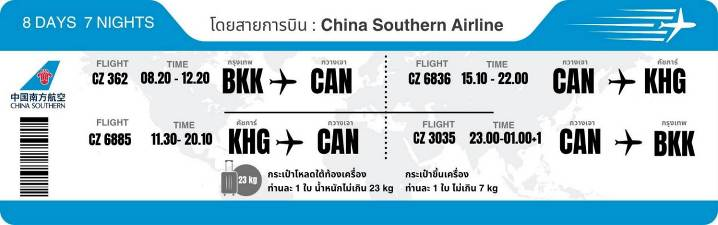 8 DAYS 7 NIGHTS
โดยสายการบิน : China Southern Airline
FLIGHT TIME กรุงเทพ กวางเจา
CZ 362 08.20 - 12.20 BKK CAN
FLIGHT TIME กวางเจา คัชการ์
CZ 6836 15.10 - 22.00 CAN KHG
中国南方航空
CHINA SOUTHERN
FLIGHT TIME คัชการ์ กวางเจา
CZ 6885 11.30- 20.10 KHG CAN
FLIGHT TIME กวางเจา กรุงเทพ
CZ 3035 23.00-01.00+1 CAN BKK
23 kg
กระเป๋าโหลดใต้ท้องเครื่อง
ท่านละ 1 ใบ น้ำหนักไม่เกิน 23 kg
กระเป๋าขึ้นเครื่อง
ท่านละ 1 ใบ ไม่เกิน 7 kg